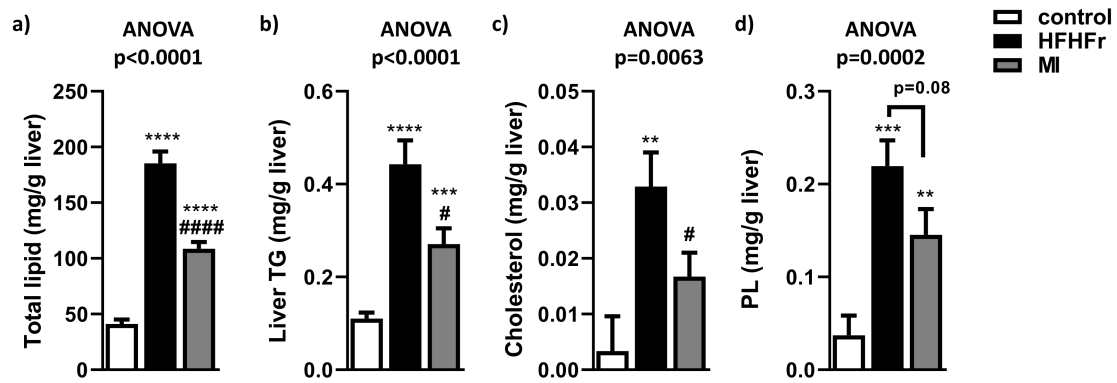 a)
ANOVA
p<0.0001
Total lipid (mg/g liver)
250
200
150
100
50
0
****
****
####
b)
ANOVA
p<0.0001
Liver TG (mg/g liver)
0.6
0.4
0.2
0.0
****
***
#
c)
ANOVA
p=0.0063
Cholesterol (mg/g liver)
0.05
0.04
0.03
0.02
0.01
0.00
**
#
d)
ANOVA
p=0.0002
p=0.08
PL (mg/g liver)
0.3
0.2
0.1
0.0
***
**
control
HFHFr
MI